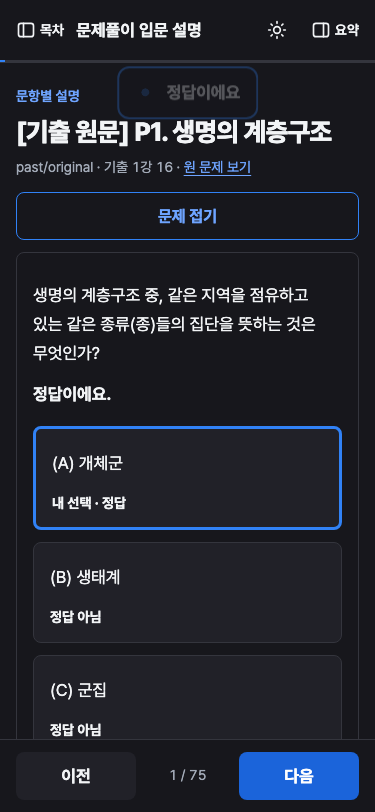 목차 문제풀이 입문 설명 요약
정답이에요
문항별 설명
[기출 원문] P1. 생명의 계층구조
past/original · 기출 1강 16 · 원 문제 보기
문제 접기
생명의 계층구조 중, 같은 지역을 점유하고
있는 같은 종류(종)들의 집단을 뜻하는 것은
무엇인가?
정답이에요.
(A) 개체군
내 선택 · 정답
(B) 생태계
정답 아님
(C) 군집
정답 아님
이전 1 / 75 다음